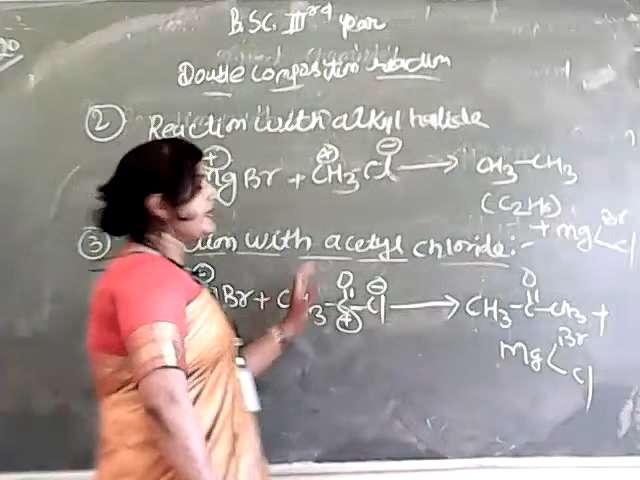 B.Sc. IIIrd year
Double composition reaction
② Reaction with alkyl halide
⊕ ⊕ ⊖
MgBr + CH3 Cl ⟶ CH3-CH3
(C2H6)
+ Mg Br Cl
③ tion with acetyl chloride:-
⊕ O ⊖ O
Br + C 3-C-Cl ⟶ CH3-C-CH3 +
⊕
Mg Br Cl